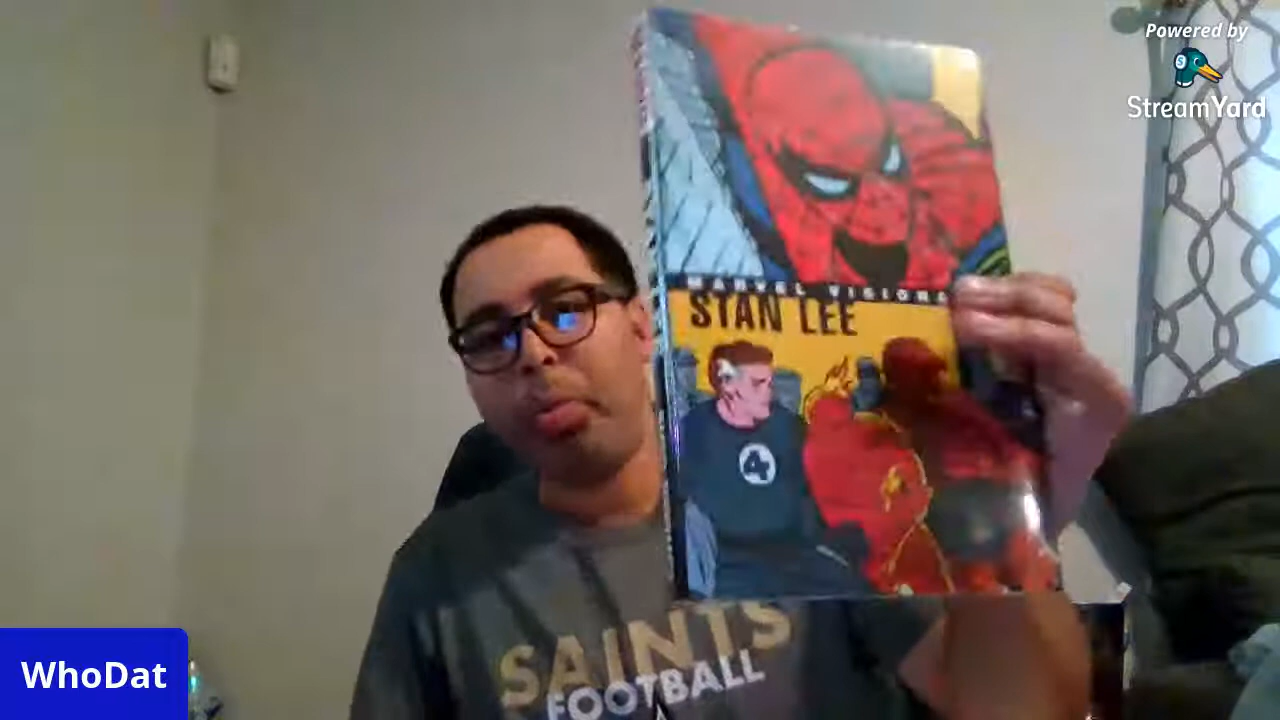 Powered by
StreamYard
MARVEL VISIONS
STAN LEE
4
SAINTS
FOOTBALL
WhoDat